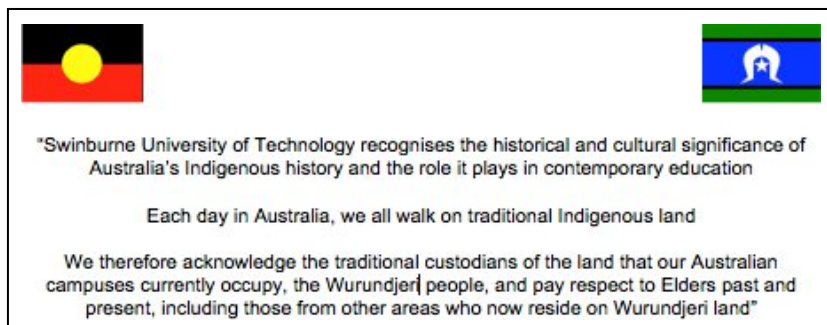 “Swinburne University of Technology recognises the historical and cultural significance of
Australia’s Indigenous history and the role it plays in contemporary education
Each day in Australia, we all walk on traditional Indigenous land
We therefore acknowledge the traditional custodians of the land that our Australian
campuses currently occupy, the Wurundjeri people, and pay respect to Elders past and
present, including those from other areas who now reside on Wurundjeri land”